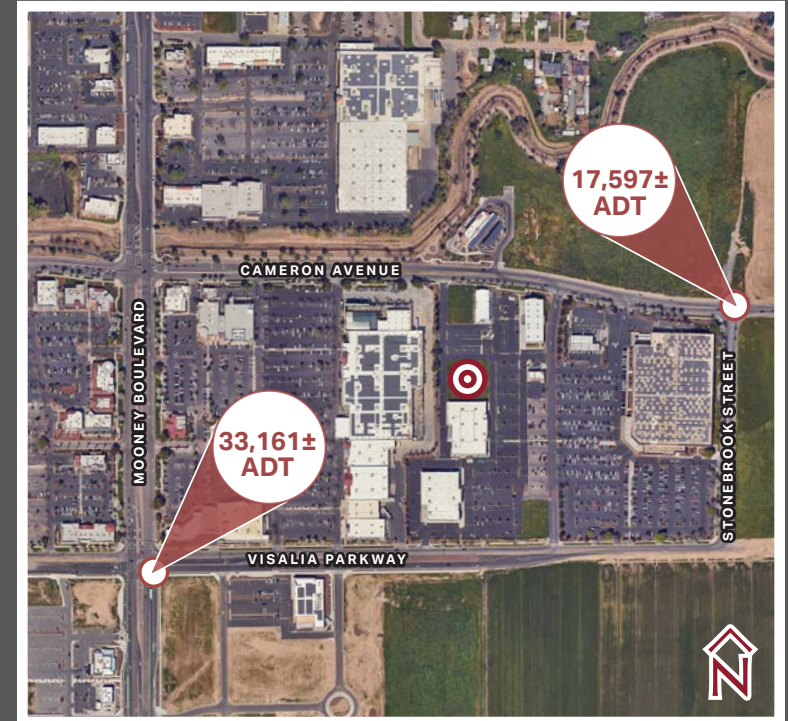 17,597±
ADT
CAMERON AVENUE
MOONEY BOULEVARD
STONEBROOK STREET
33,161±
ADT
VISALIA PARKWAY
N